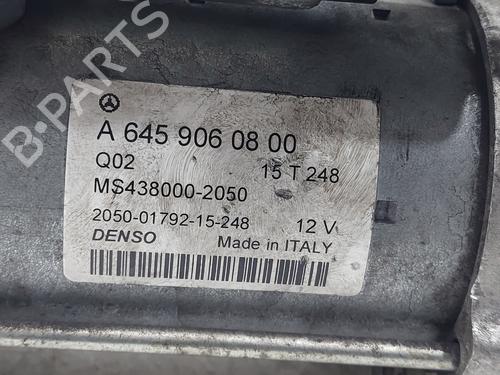 B-PARTS
A 645 906 08 00
Q02 15 T 248
MS438000-2050
2050-01792-15-248 12 V
DENSO Made in ITALY